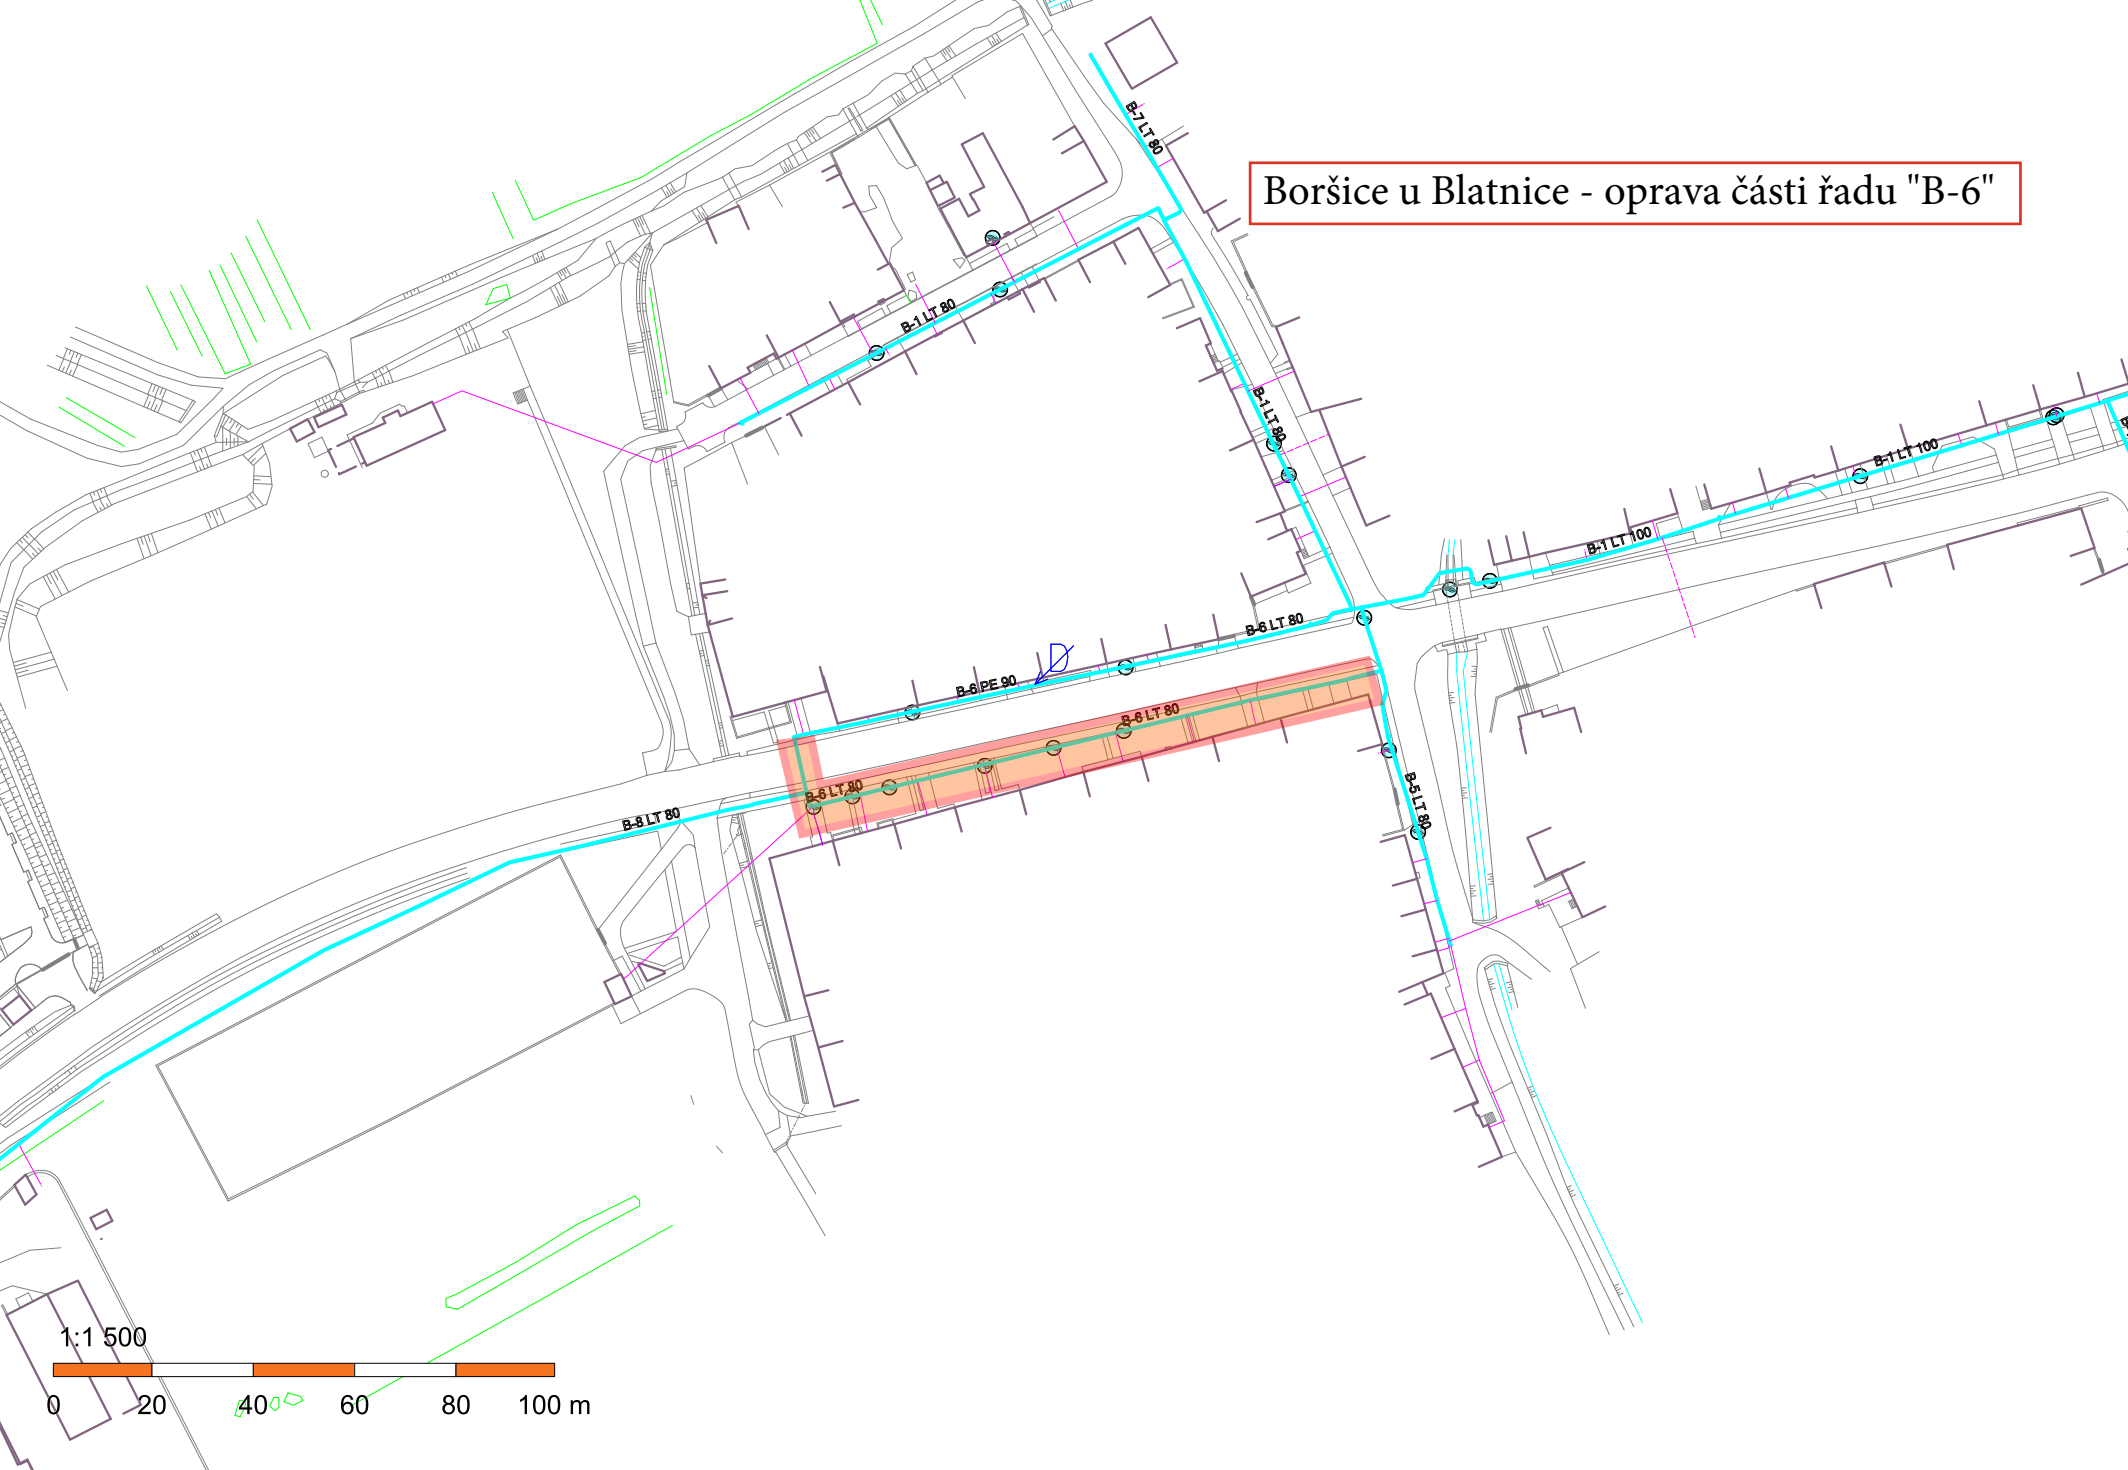 B-7 LT 80
Boršice u Blatnice - oprava části řadu "B-6"
B-1 LT 80
B-1 LT 80
B-1 LT 100
B-1 LT 100
B-6 LT 80
D
B-6 PE 90
B-6 LT 80
B-6 LT 80
B-8 LT 80
B-5 LT 80
1:1 500
0 20 40 60 80 100 m